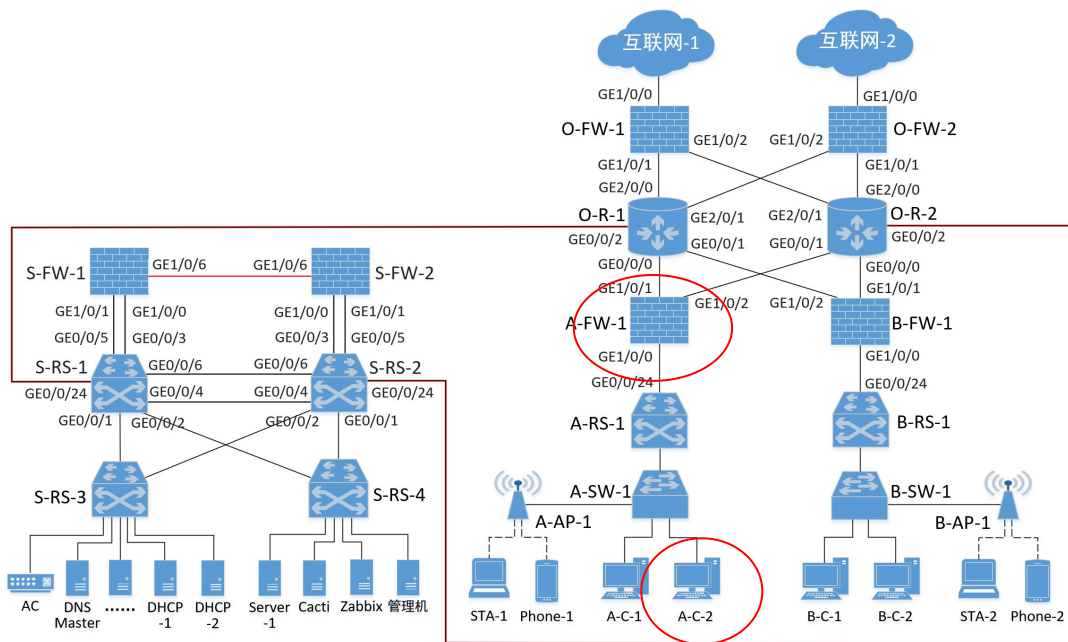 互联网-1
互联网-2
GE1/0/0
GE1/0/0
O-FW-1
O-FW-2
GE1/0/2
GE1/0/2
GE1/0/1
GE1/0/1
GE2/0/0
GE2/0/0
O-R-1
O-R-2
GE2/0/1
GE2/0/1
GE0/0/2
GE0/0/1
GE0/0/1
GE0/0/2
GE0/0/0
GE0/0/0
S-FW-1
GE1/0/6
GE1/0/6
S-FW-2
GE1/0/1
GE1/0/2
GE1/0/2
GE1/0/1
A-FW-1
B-FW-1
GE1/0/1
GE1/0/0
GE1/0/0
GE1/0/1
GE0/0/5
GE0/0/3
GE0/0/3
GE0/0/5
GE1/0/0
GE1/0/0
S-RS-1
GE0/0/6
GE0/0/6
S-RS-2
GE0/0/24
GE0/0/4
GE0/0/4
GE0/0/24
GE0/0/24
GE0/0/24
GE0/0/1
GE0/0/2
GE0/0/2
GE0/0/1
A-RS-1
B-RS-1
S-RS-3
S-RS-4
A-SW-1
B-SW-1
A-AP-1
B-AP-1
AC
DNS
Master
......
DHCP
-1
DHCP
-2
Server
-1
Cacti
Zabbix
管理机
STA-1
Phone-1
A-C-1
A-C-2
B-C-1
B-C-2
STA-2
Phone-2